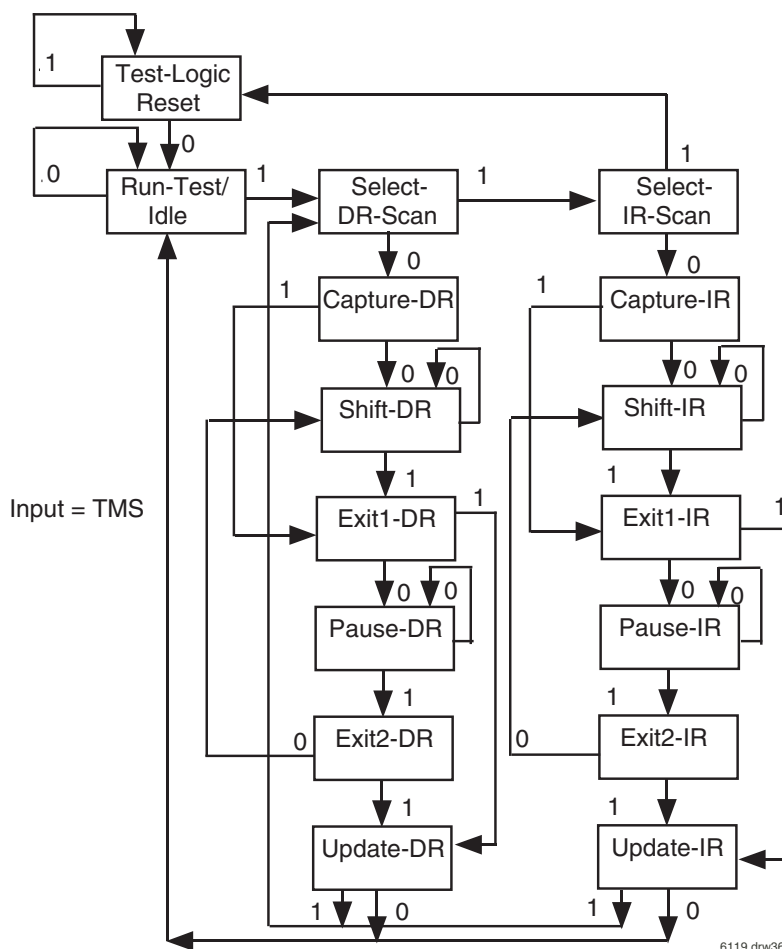 .1
Test-Logic
Reset
0
.0
Run-Test/
Idle
1
Select-
DR-Scan
1
1
Select-
IR-Scan
0
0
1
Capture-DR
1
Capture-IR
0
0
0
0
Shift-DR
Shift-IR
1
1
Input = TMS
Exit1-DR
1
Exit1-IR
1
0
0
0
0
Pause-DR
Pause-IR
1
1
0
Exit2-DR
0
Exit2-IR
1
1
Update-DR
Update-IR
1
0
1
0